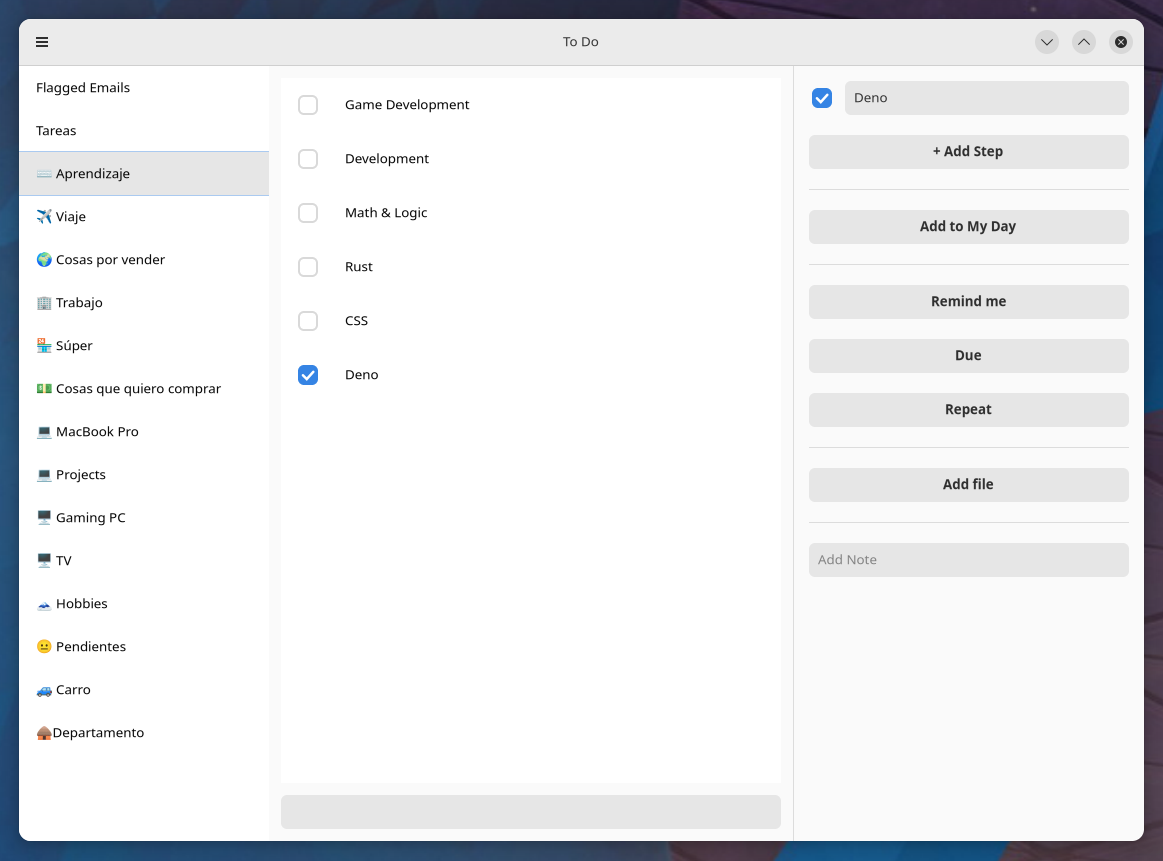 To Do
Flagged Emails
Tareas
⌨️ Aprendizaje
✈️ Viaje
🌍 Cosas por vender
🏢 Trabajo
🏪 Súper
💵 Cosas que quiero comprar
💻 MacBook Pro
💻 Projects
🖥️ Gaming PC
🖥️ TV
🗻 Hobbies
😐 Pendientes
🚙 Carro
🛖Departamento
Game Development
Development
Math & Logic
Rust
CSS
Deno
Deno
+ Add Step
Add to My Day
Remind me
Due
Repeat
Add file
Add Note